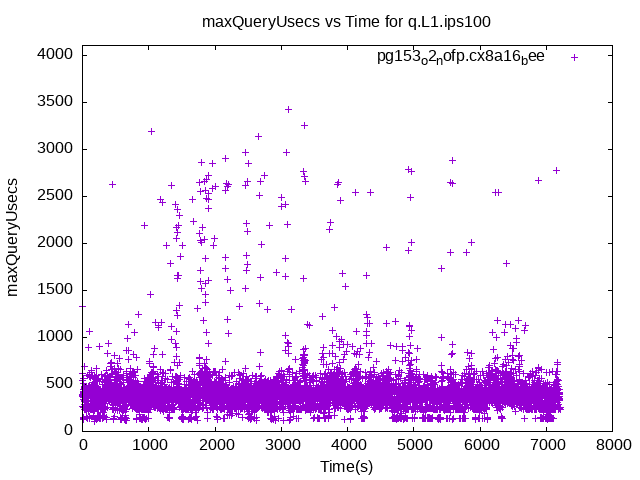 maxQueryUsecs vs Time for q.L1.ips100
pg153o2nofp.cx8a16bee
4000
3500
3000
2500
2000
1500
1000
500
0
maxQueryUsecs
0 1000 2000 3000 4000 5000 6000 7000 8000
Time(s)